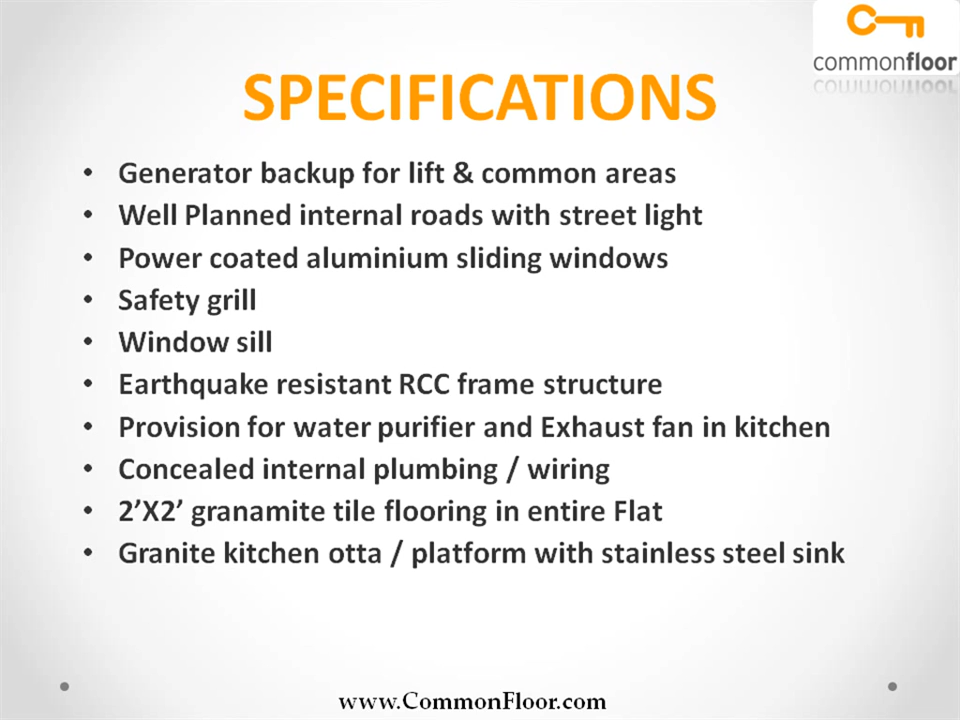 commonfloor
SPECIFICATIONS
• Generator backup for lift & common areas
• Well Planned internal roads with street light
• Power coated aluminium sliding windows
• Safety grill
• Window sill
• Earthquake resistant RCC frame structure
• Provision for water purifier and Exhaust fan in kitchen
• Concealed internal plumbing / wiring
• 2’X2’ granamite tile flooring in entire Flat
• Granite kitchen otta / platform with stainless steel sink
www.CommonFloor.com